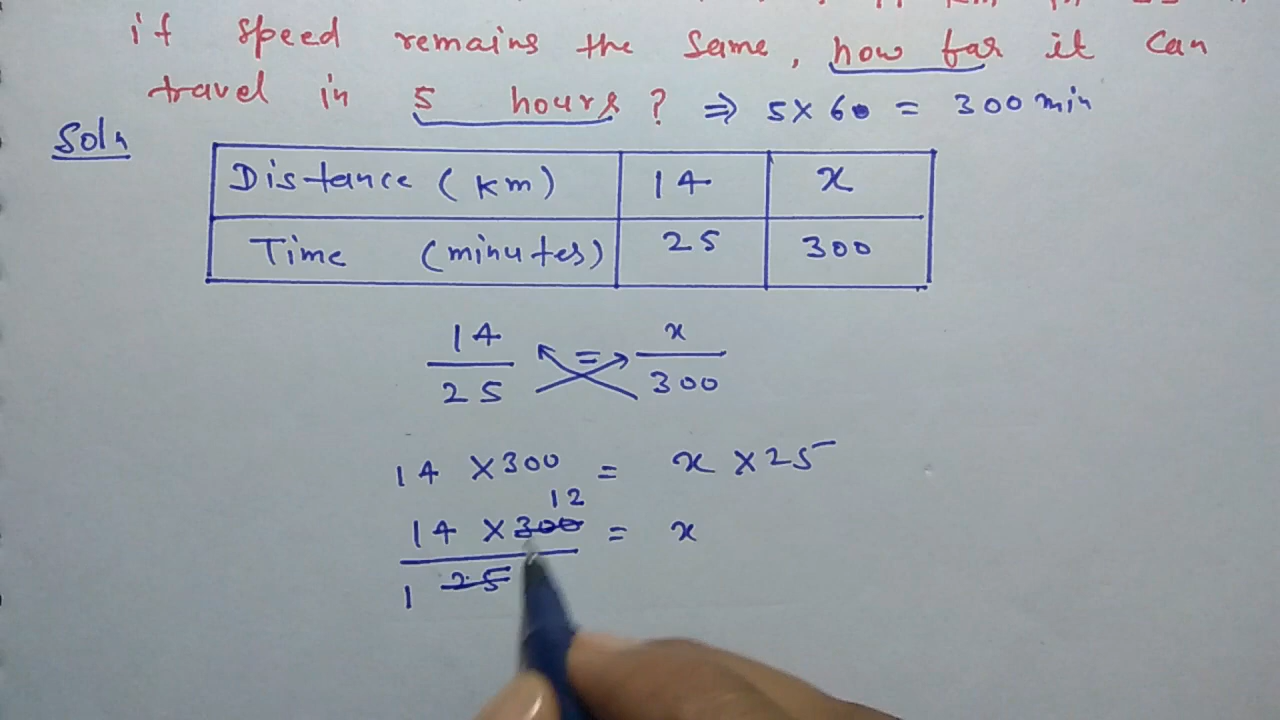 if speed remains the same, how far it can
travel in 5 hours? ⇒ 5 × 60 = 300 min
Soln
Distance (km) 14 x
Time (minutes) 25 300
14/25 = x/300
14 × 300 = x × 25
12
14 × 300 = x
1 25